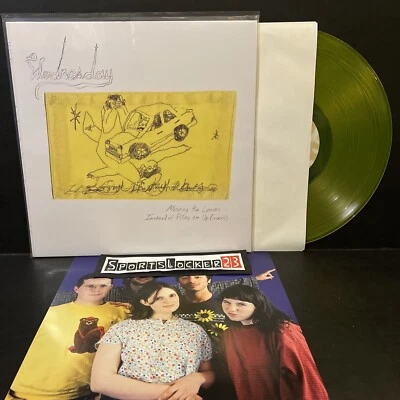 Wednesday
Mowing the Leaves
Instead of Piling em Up (covers)
SPORTSLOCKER23